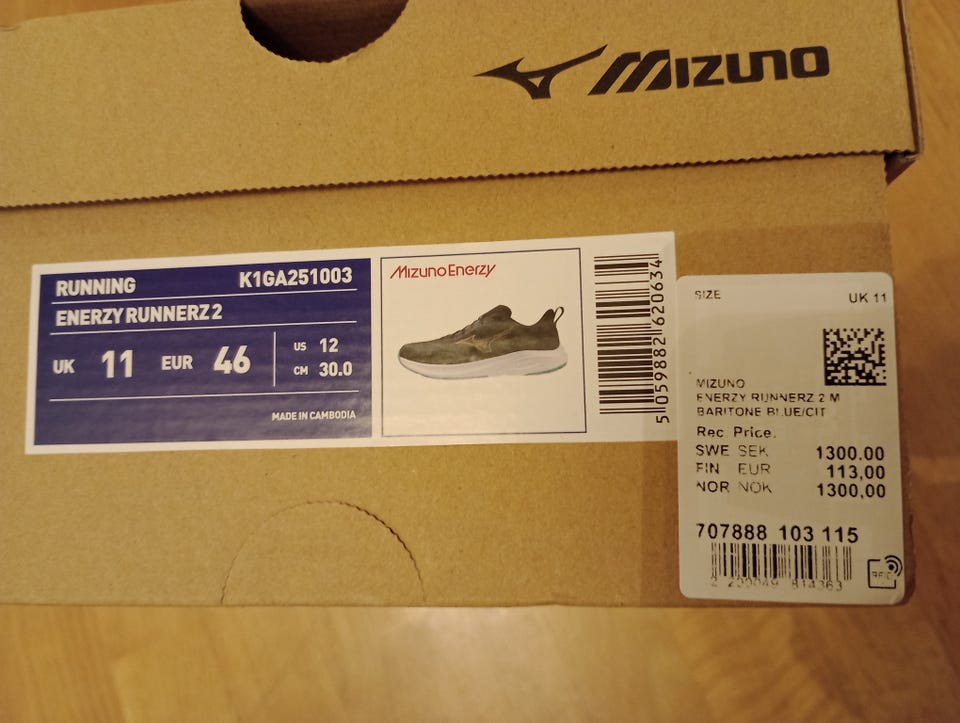 MIZUNO
RUNNING K1GA251003
ENERZY RUNNERZ 2
UK 11 EUR 46 US 12
CM 30.0
MADE IN CAMBODIA
Mizuno Enerzy
5 059882 620634
SIZE UK 11
MIZUNO
ENERZY RUNNERZ 2 M
BARITONE BLUE/CIT
Rec. Price.
SWE SEK 1300.00
FIN EUR 113,00
NOR NOK 1300,00
707888 103 115
814363
RFID